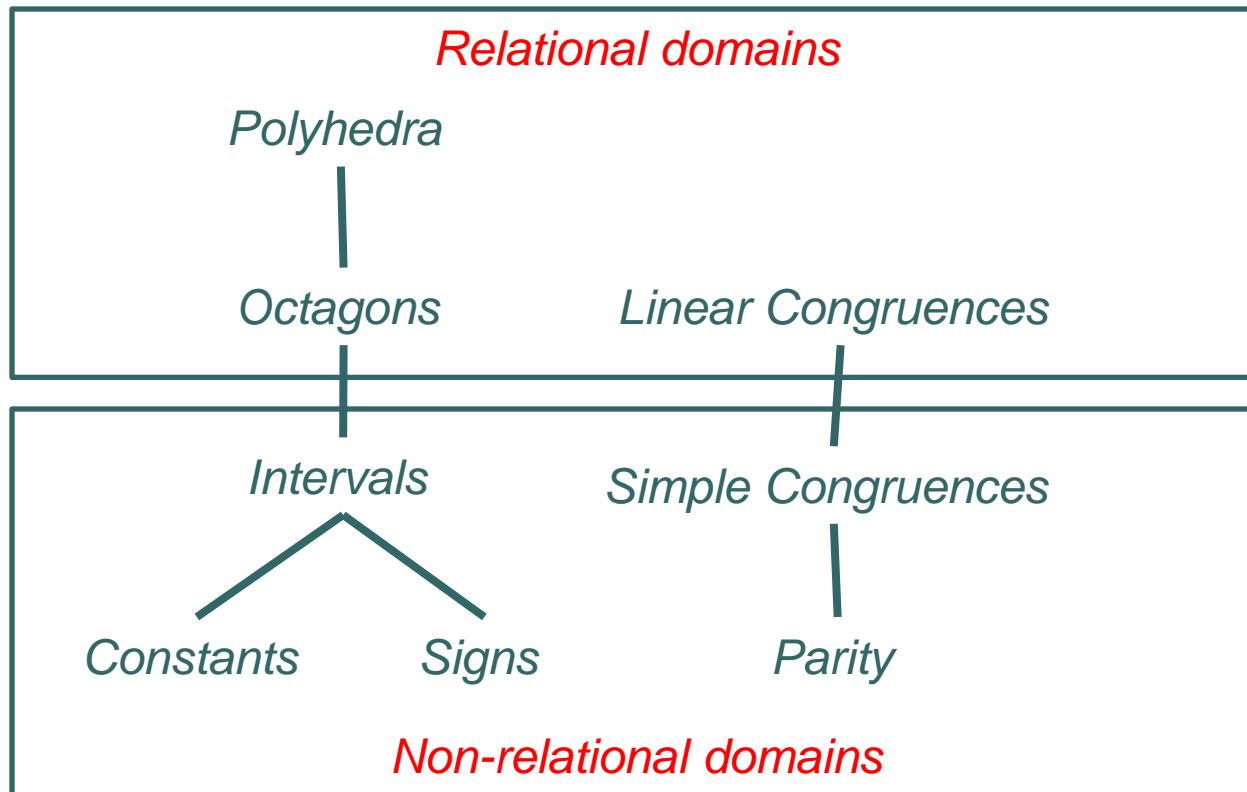 Relational domains
Polyhedra
Octagons
Linear Congruences
Intervals
Simple Congruences
Constants
Signs
Parity
Non-relational domains